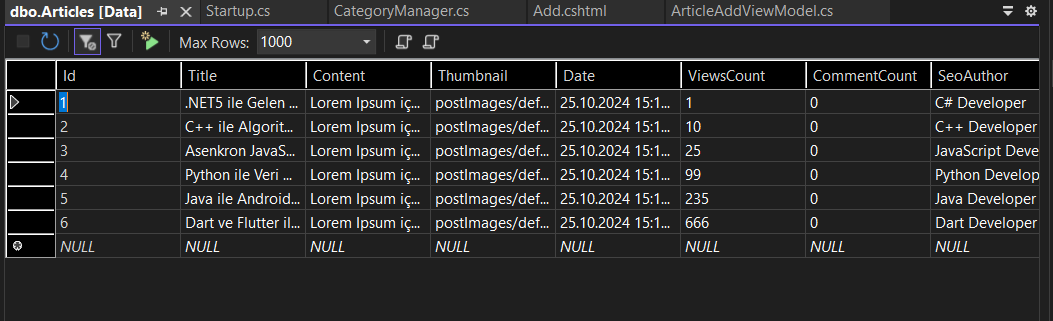 dbo.Articles [Data] Startup.cs CategoryManager.cs Add.cshtml ArticleAddViewModel.cs
Max Rows: 1000
Id Title Content Thumbnail Date ViewsCount CommentCount SeoAuthor
1 .NET5 ile Gelen ... Lorem Ipsum iç... postImages/def... 25.10.2024 15:1... 1 0 C# Developer
2 C++ ile Algorit... Lorem Ipsum iç... postImages/def... 25.10.2024 15:1... 10 0 C++ Developer
3 Asenkron JavaS... Lorem Ipsum iç... postImages/def... 25.10.2024 15:1... 25 0 JavaScript Deve
4 Python ile Veri ... Lorem Ipsum iç... postImages/def... 25.10.2024 15:1... 99 0 Python Develop
5 Java ile Android... Lorem Ipsum iç... postImages/def... 25.10.2024 15:1... 235 0 Java Developer
6 Dart ve Flutter il... Lorem Ipsum iç... postImages/def... 25.10.2024 15:1... 666 0 Dart Developer
NULL NULL NULL NULL NULL NULL NULL NULL